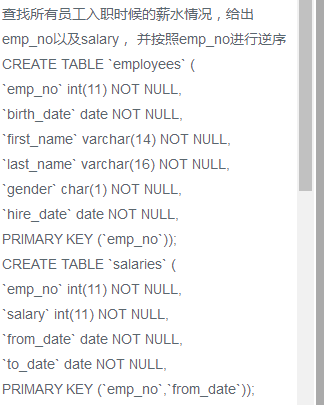 查找所有员工入职时候的薪水情况，给出
emp_no以及salary， 并按照emp_no进行逆序
CREATE TABLE `employees` (
`emp_no` int(11) NOT NULL,
`birth_date` date NOT NULL,
`first_name` varchar(14) NOT NULL,
`last_name` varchar(16) NOT NULL,
`gender` char(1) NOT NULL,
`hire_date` date NOT NULL,
PRIMARY KEY (`emp_no`));
CREATE TABLE `salaries` (
`emp_no` int(11) NOT NULL,
`salary` int(11) NOT NULL,
`from_date` date NOT NULL,
`to_date` date NOT NULL,
PRIMARY KEY (`emp_no`,`from_date`));